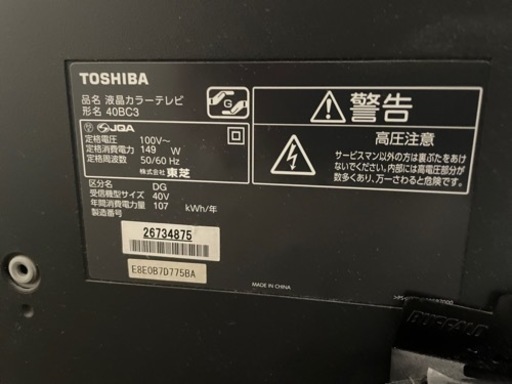 TOSHIBA
品名 液晶カラーテレビ
形名 40BC3
G
JQA
定格電圧 100V~
定格消費電力 149 W
定格周波数 50/60 Hz
株式会社 東芝
区分名 DG
受信機型サイズ 40V
年間消費電力量 107 kWh/年
製造番号
26734875
E8E0B7D775BA
警告
高圧注意
サービスマン以外の方は裏ぶたをあけ
ないでください。内部には高電圧部分が
数多くあり、万一さわると危険です。
MADE IN CHINA
BUFFALO